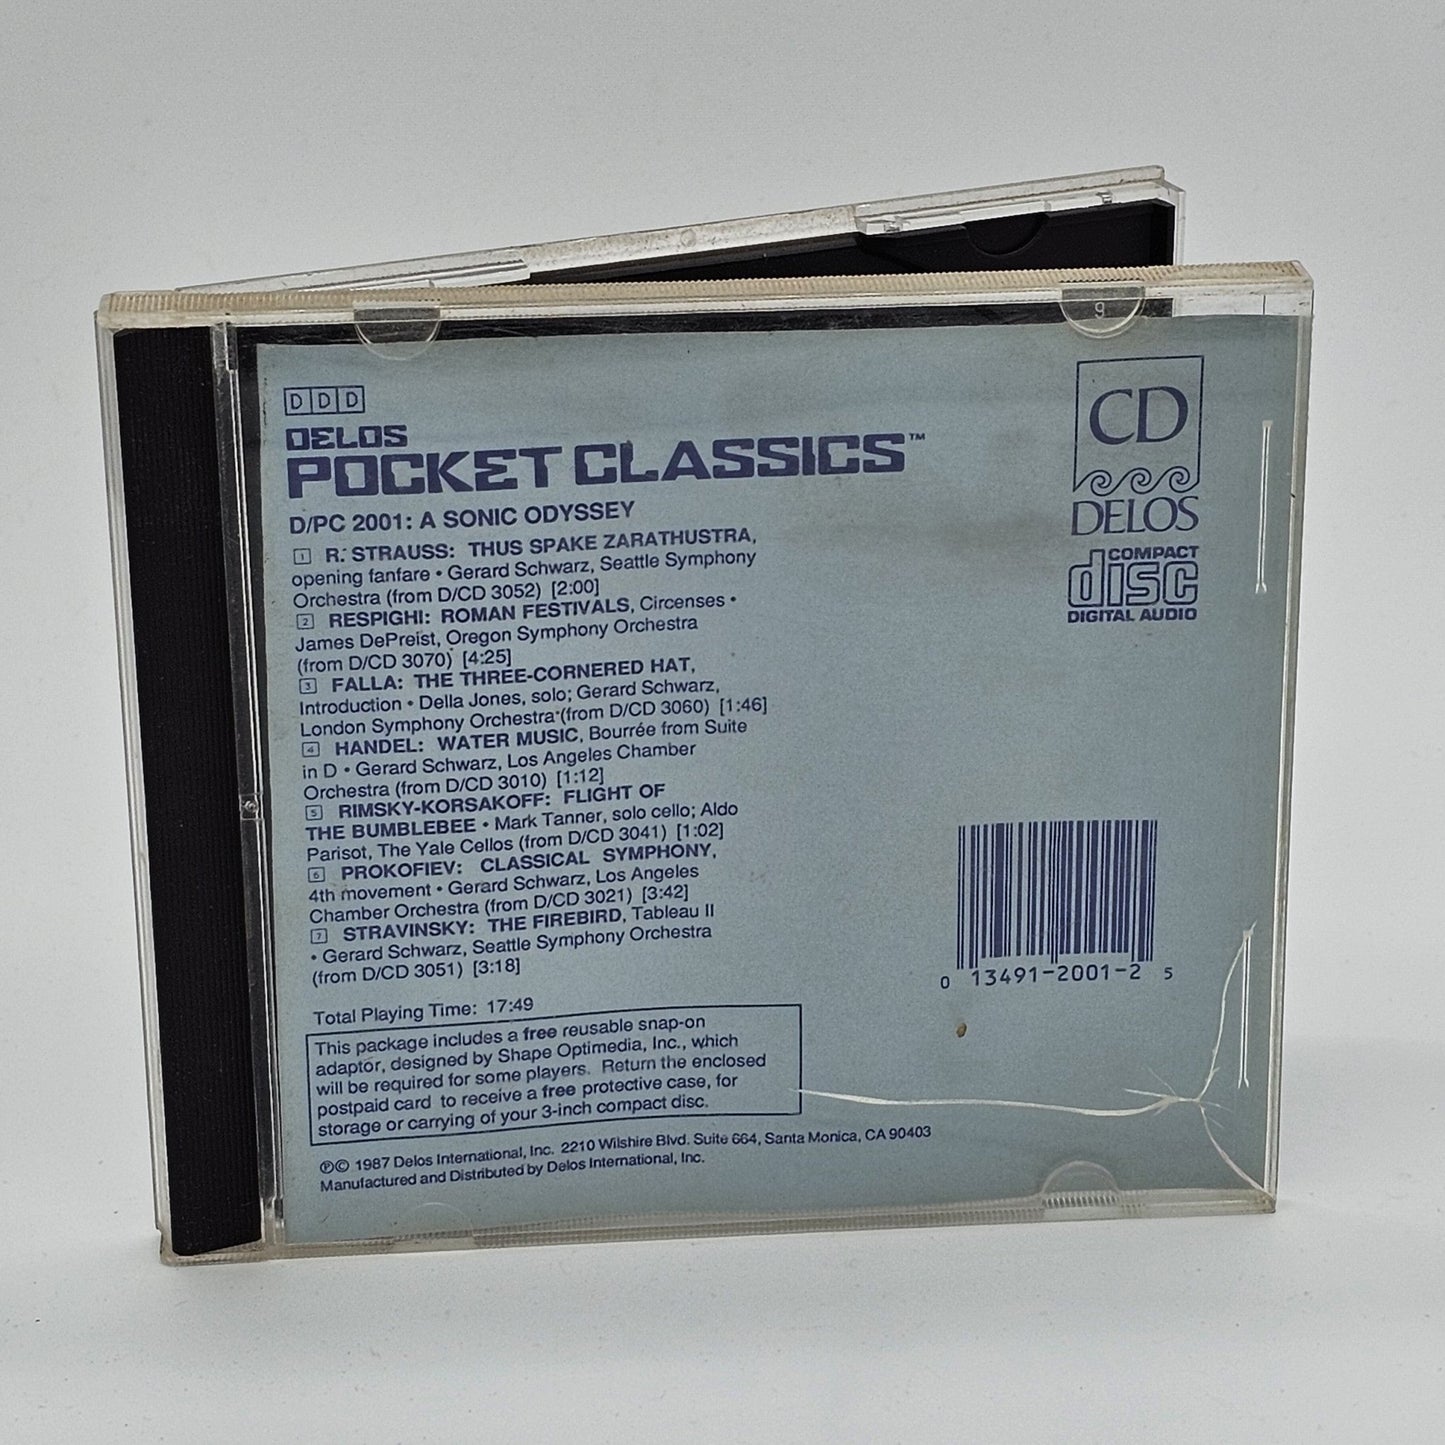 9
DDD
DELOS
POCKET CLASSICS™
D/PC 2001: A SONIC ODYSSEY
1 R. STRAUSS: THUS SPAKE ZARATHUSTRA,
opening fanfare • Gerard Schwarz, Seattle Symphony
Orchestra (from D/CD 3052) [2:00]
2 RESPIGHI: ROMAN FESTIVALS, Circenses •
James DePreist, Oregon Symphony Orchestra
(from D/CD 3070) [4:25]
3 FALLA: THE THREE-CORNERED HAT,
Introduction • Della Jones, solo; Gerard Schwarz,
London Symphony Orchestra (from D/CD 3060) [1:46]
4 HANDEL: WATER MUSIC, Bourrée from Suite
in D • Gerard Schwarz, Los Angeles Chamber
Orchestra (from D/CD 3010) [1:12]
5 RIMSKY-KORSAKOFF: FLIGHT OF
THE BUMBLEBEE • Mark Tanner, solo cello; Aldo
Parisot, The Yale Cellos (from D/CD 3041) [1:02]
6 PROKOFIEV: CLASSICAL SYMPHONY,
4th movement • Gerard Schwarz, Los Angeles
Chamber Orchestra (from D/CD 3021) [3:42]
7 STRAVINSKY: THE FIREBIRD, Tableau II
• Gerard Schwarz, Seattle Symphony Orchestra
(from D/CD 3051) [3:18]
Total Playing Time: 17:49
This package includes a free reusable snap-on
adaptor, designed by Shape Optimedia, Inc., which
will be required for some players. Return the enclosed
postpaid card to receive a free protective case, for
storage or carrying of your 3-inch compact disc.
℗© 1987 Delos International, Inc. 2210 Wilshire Blvd. Suite 664, Santa Monica, CA 90403
Manufactured and Distributed by Delos International, Inc.
CD
DELOS
COMPACT
disc
DIGITAL AUDIO
0 13491-2001-2 5